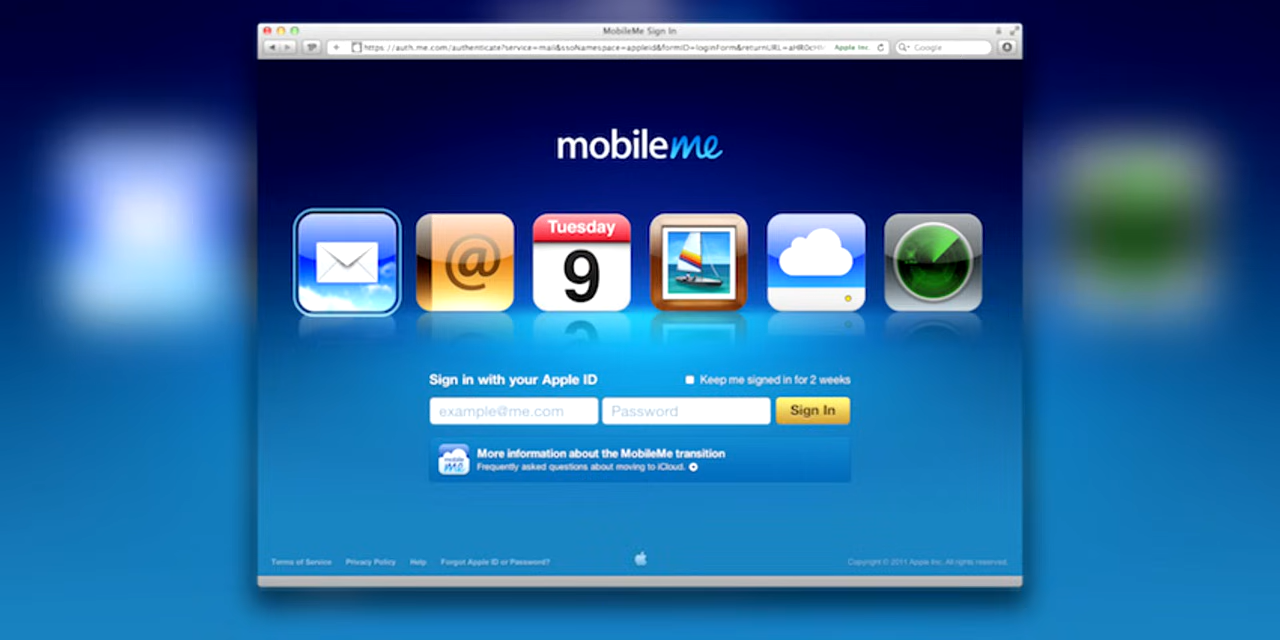 MobileMe Sign In
https://auth.me.com/authenticate?service=mail&ssoNamespace=appleid&formID=loginForm&returnURL= Apple Inc. Google
mobileme
Tuesday
9
@
Sign in with your Apple ID Keep me signed in for 2 weeks
example@me.com Password Sign In
mobile
me
More information about the MobileMe transition
Frequently asked questions about moving to iCloud.
Terms of Service Privacy Policy Help Forgot Apple ID or Password? Copyright © 2011 Apple Inc. All rights reserved.